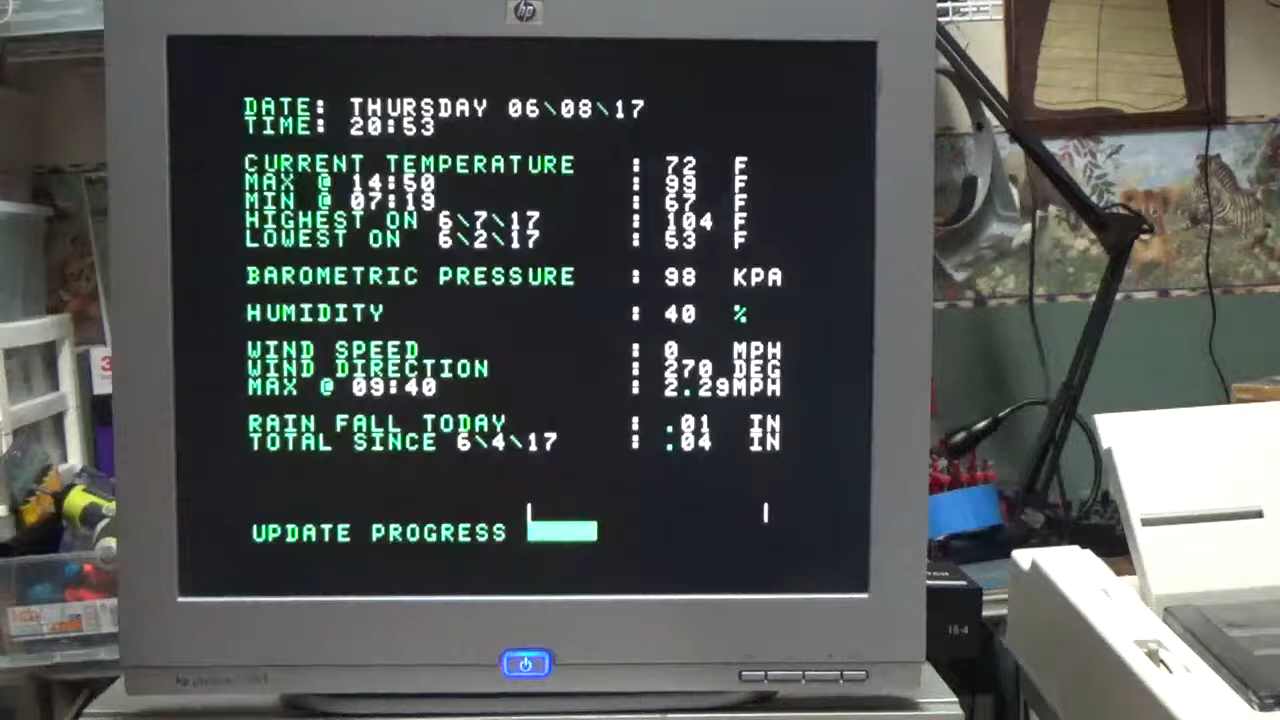 hp
DATE: THURSDAY 06\08\17
TIME: 20:53
CURRENT TEMPERATURE : 72 F
MAX @ 14:50 : 99 F
MIN @ 07:19 : 67 F
HIGHEST ON 6\7\17 : 104 F
LOWEST ON 6\2\17 : 53 F
BAROMETRIC PRESSURE : 98 KPA
HUMIDITY : 40 %
WIND SPEED : 0 MPH
WIND DIRECTION : 270 DEG
MAX @ 09:40 : 2.29MPH
RAIN FALL TODAY : .01 IN
TOTAL SINCE 6\4\17 : .04 IN
UPDATE PROGRESS
hp